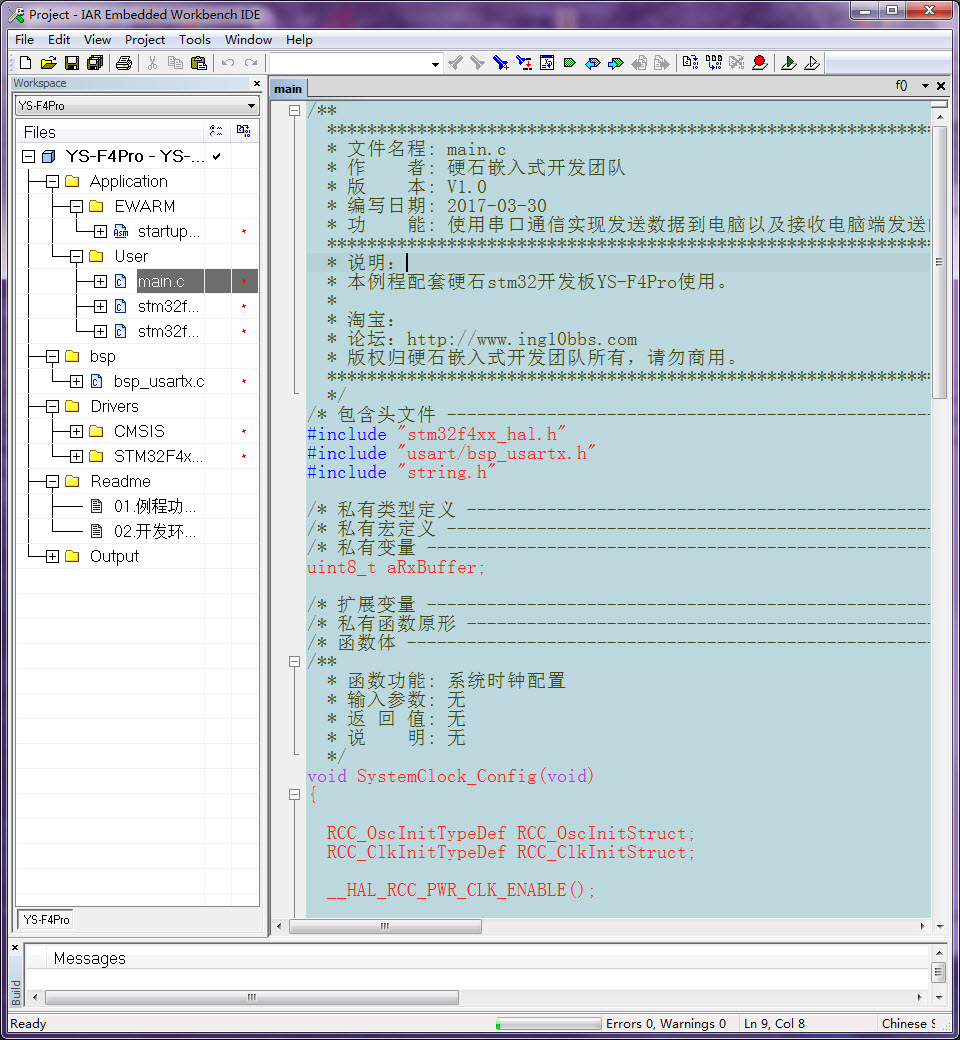 Project - IAR Embedded Workbench IDE
File Edit View Project Tools Window Help
Workspace
YS-F4Pro
Files
YS-F4Pro - YS-...
Application
EWARM
startup...
User
main.c
stm32f...
stm32f...
bsp
bsp_usartx.c
Drivers
CMSIS
STM32F4x...
Readme
01.例程功...
02.开发环...
Output
YS-F4Pro
main
f()
/**
******************************************************************
* 文件名程: main.c
* 作    者: 硬石嵌入式开发团队
* 版    本: V1.0
* 编写日期: 2017-03-30
* 功    能: 使用串口通信实现发送数据到电脑以及接收电脑端发送
******************************************************************
* 说明：
* 本例程配套硬石stm32开发板YS-F4Pro使用。
*
* 淘宝：
* 论坛：http://www.ing10bbs.com
* 版权归硬石嵌入式开发团队所有，请勿商用。
******************************************************************
*/
/* 包含头文件 ----------------------------------------------------
#include "stm32f4xx_hal.h"
#include "usart/bsp_usartx.h"
#include "string.h"
/* 私有类型定义 --------------------------------------------------
/* 私有宏定义 ----------------------------------------------------
/* 私有变量 ------------------------------------------------------
uint8_t aRxBuffer;
/* 扩展变量 ------------------------------------------------------
/* 私有函数原形 --------------------------------------------------
/* 函数体 --------------------------------------------------------
/**
* 函数功能: 系统时钟配置
* 输入参数: 无
* 返 回 值: 无
* 说    明: 无
*/
void SystemClock_Config(void)
{
RCC_OscInitTypeDef RCC_OscInitStruct;
RCC_ClkInitTypeDef RCC_ClkInitStruct;
__HAL_RCC_PWR_CLK_ENABLE();
Build
Messages
Ready
Errors 0, Warnings 0
Ln 9, Col 8
Chinese S